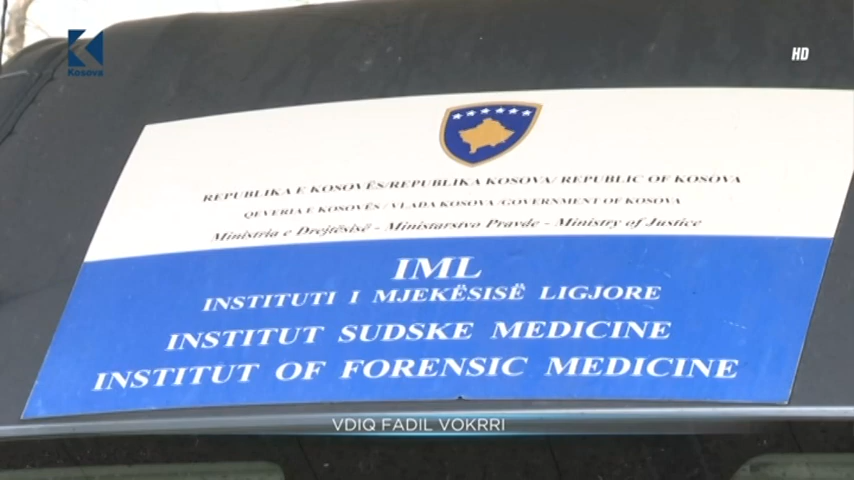 Kosova
HD
REPUBLIKA E KOSOVËS/REPUBLIKA KOSOVA/ REPUBLIC OF KOSOVA
QEVERIA E KOSOVËS / VLADA KOSOVA /GOVERNMENT OF KOSOVA
Ministria e Drejtësisë - Ministarstvo Pravde - Ministry of Justice
IML
INSTITUTI I MJEKËSISË LIGJORE
INSTITUT SUDSKE MEDICINE
INSTITUT OF FORENSIC MEDICINE
VDIQ FADIL VOKRRI